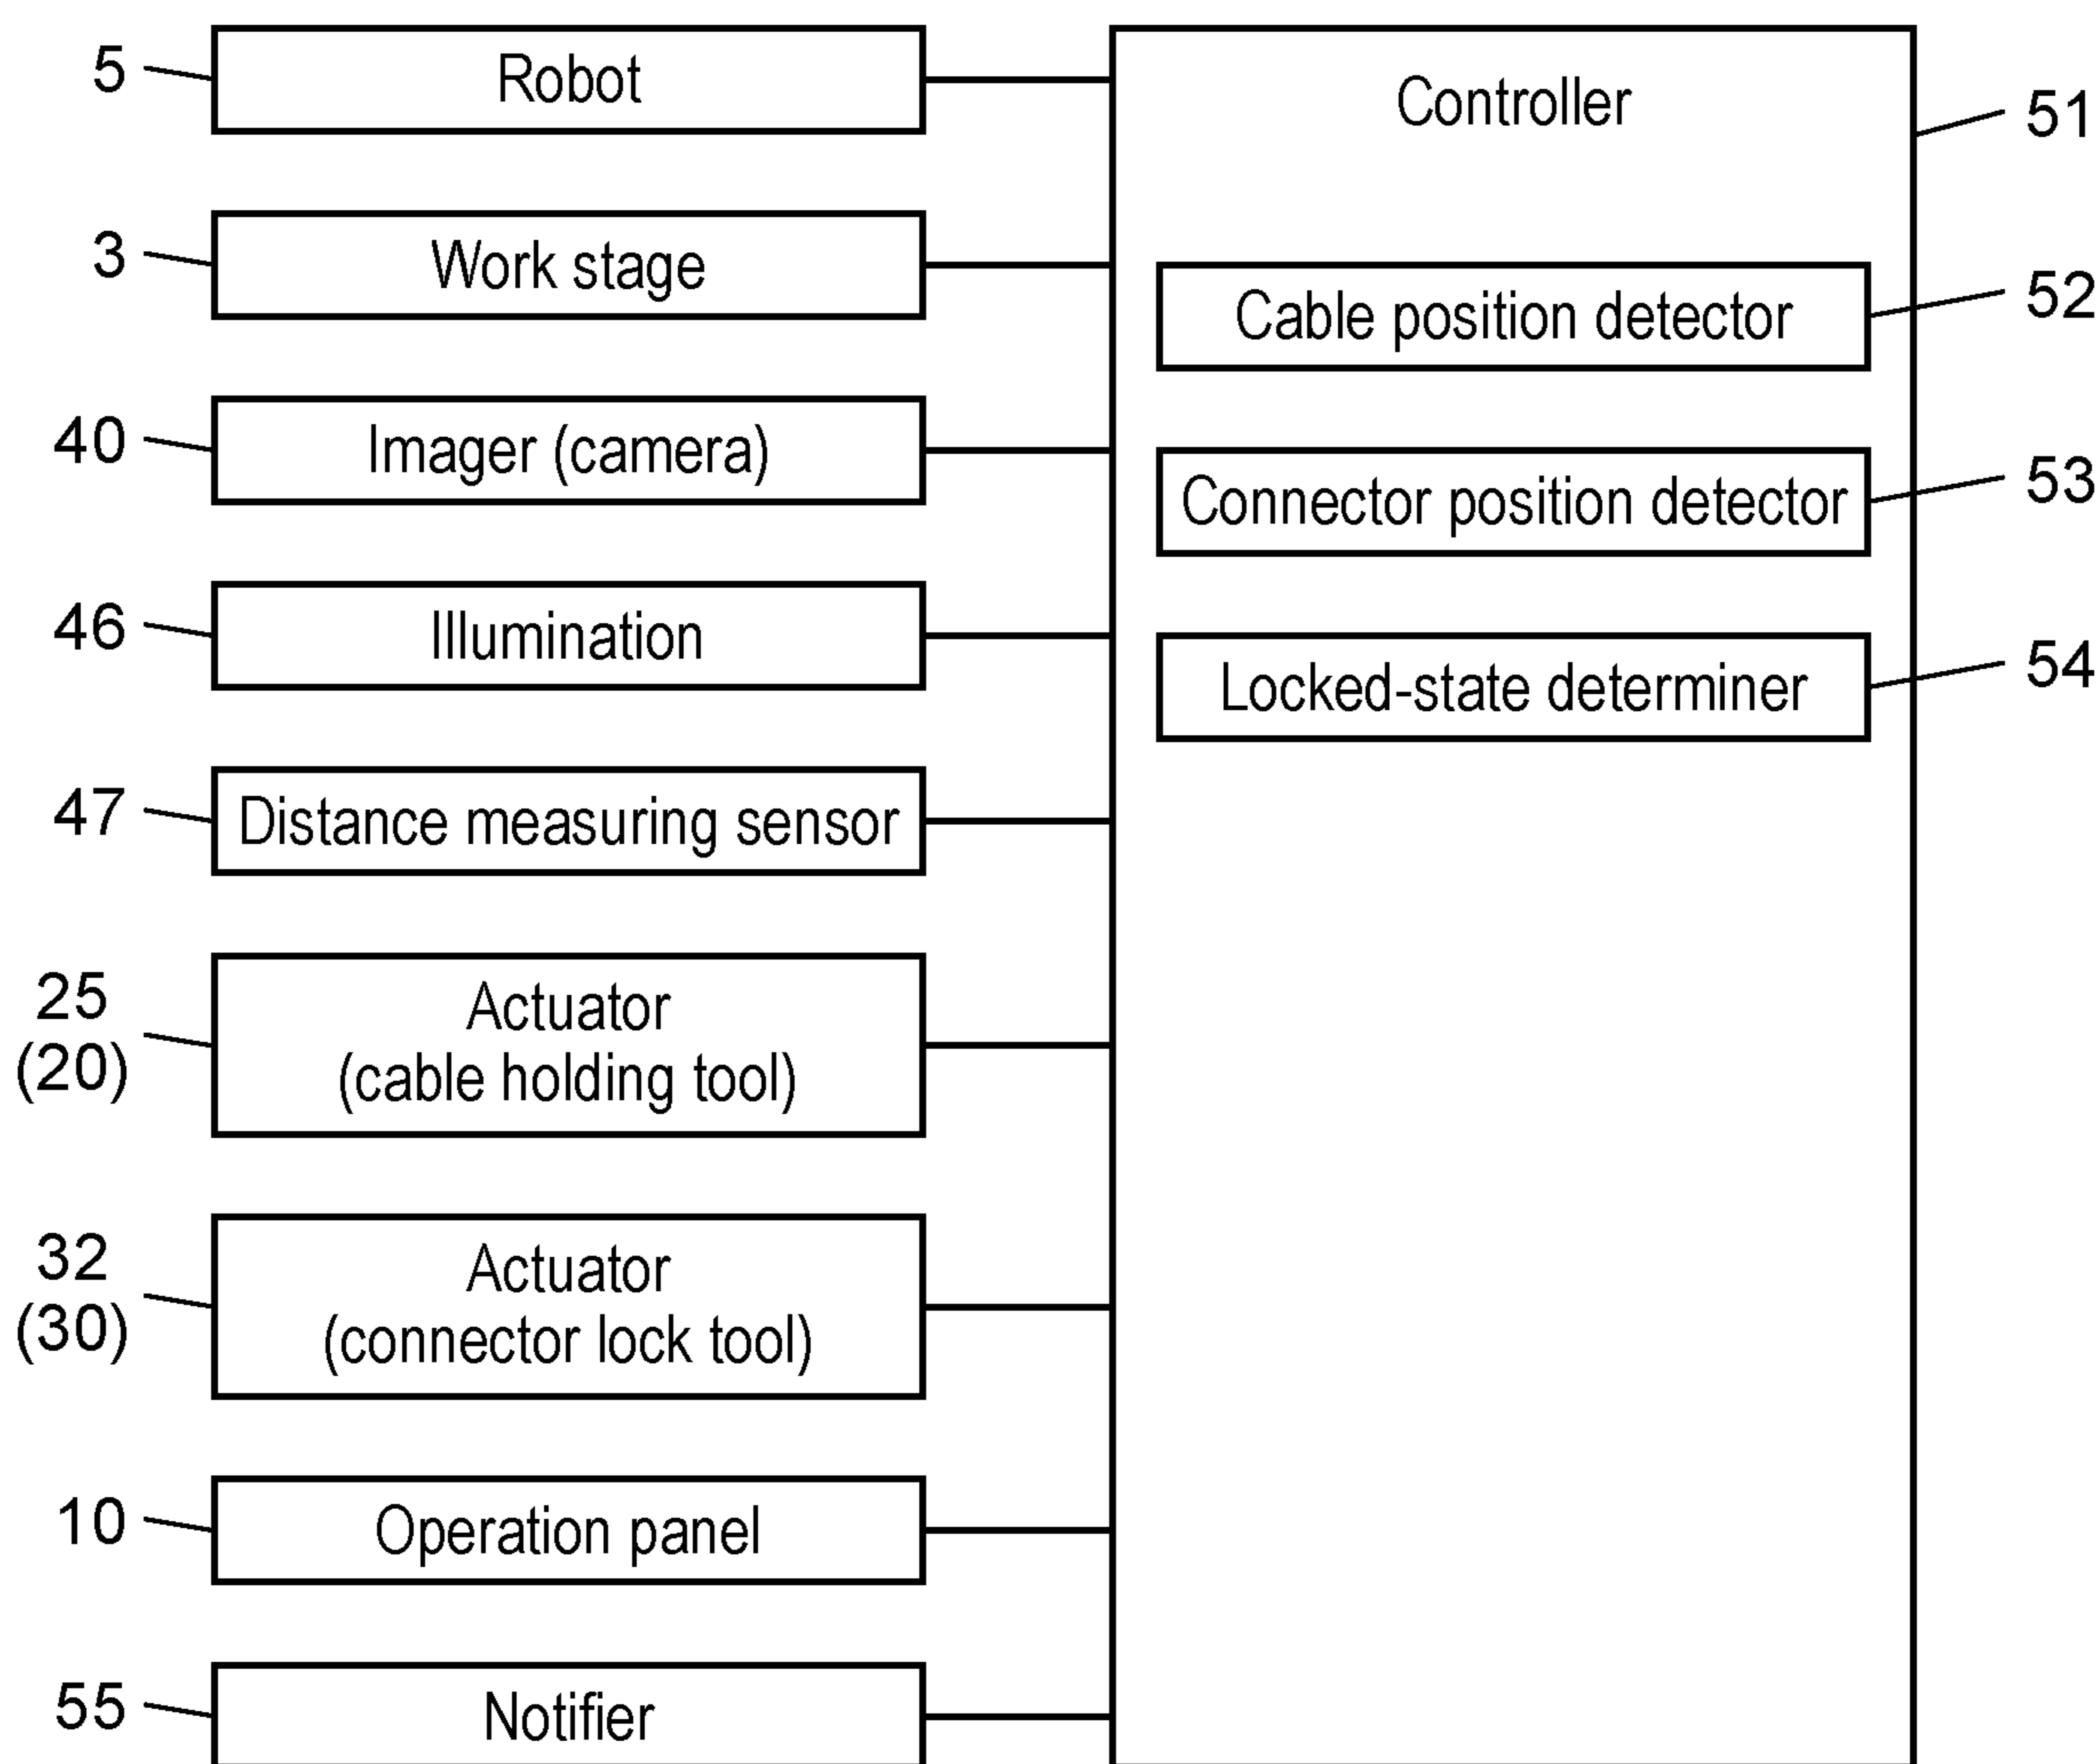 5
Robot
Controller
51
3
Work stage
Cable position detector
52
40
Imager (camera)
Connector position detector
53
46
Illumination
Locked-state determiner
54
47
Distance measuring sensor
25
(20)
Actuator
(cable holding tool)
32
(30)
Actuator
(connector lock tool)
10
Operation panel
55
Notifier